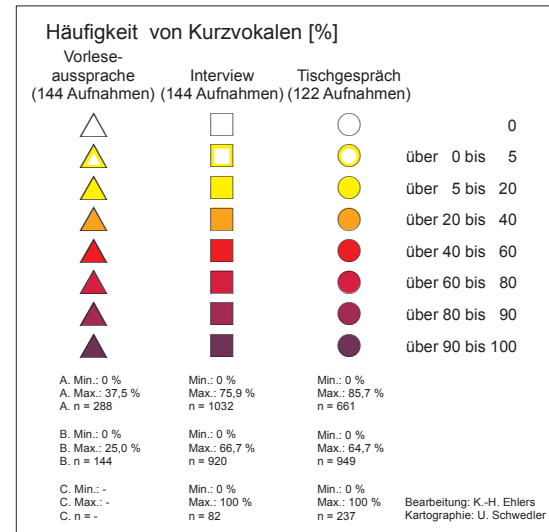 Häufigkeit von Kurzvokalen [%]
Vorlese-
aussprache Interview Tischgespräch
(144 Aufnahmen) (144 Aufnahmen) (122 Aufnahmen)
0
über 0 bis 5
über 5 bis 20
über 20 bis 40
über 40 bis 60
über 60 bis 80
über 80 bis 90
über 90 bis 100
A. Min.: 0 % Min.: 0 % Min.: 0 %
A. Max.: 37,5 % Max.: 75,9 % Max.: 85,7 %
A. n = 288 n = 1032 n = 661
B. Min.: 0 % Min.: 0 % Min.: 0 %
B. Max.: 25,0 % Max.: 66,7 % Max.: 64,7 %
B. n = 144 n = 920 n = 949
C. Min.: - Min.: 0 % Min.: 0 %
C. Max.: - Max.: 100 % Max.: 100 % Bearbeitung: K.-H. Ehlers
C. n = - n = 82 n = 237 Kartographie: U. Schwedler